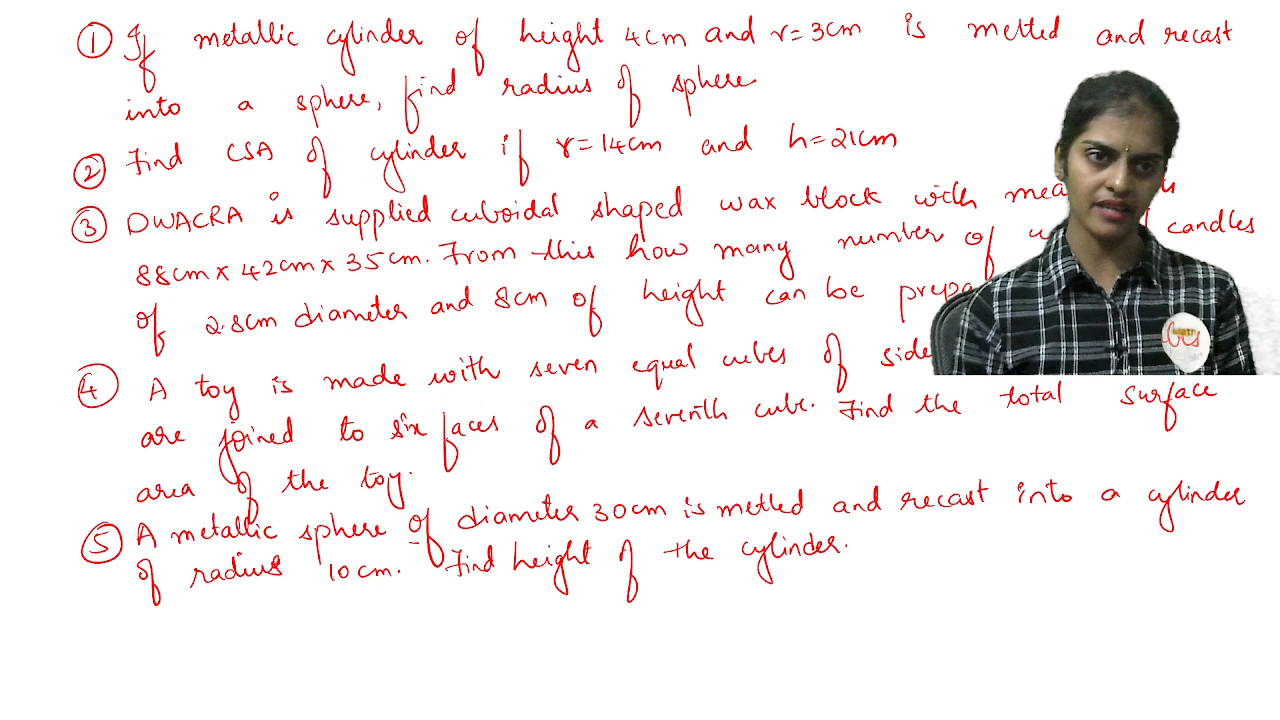 ① If metallic cylinder of height 4cm and r=3cm is melted and recast
into a sphere, find radius of sphere
② Find CSA of cylinder if r=14cm and h=21cm
③ DWACRA is supplied cuboidal shaped wax block with
88cm x 42cm x 35cm. From this how many number of candles
of 2.8cm diameter and 8cm of height can be
④ A toy is made with seven equal cubes of side
are joined to six faces of a seventh cube. Find the total surface
area of the toy.
⑤ A metallic sphere of diameter 30cm is metled and recast into a cylinder
of radius 10cm. Find height of the cylinder.